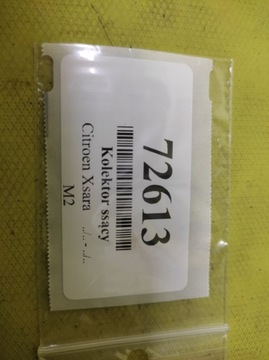 72613
Kolektor ssący
Citroen Xsara ../.. - ../..
M2